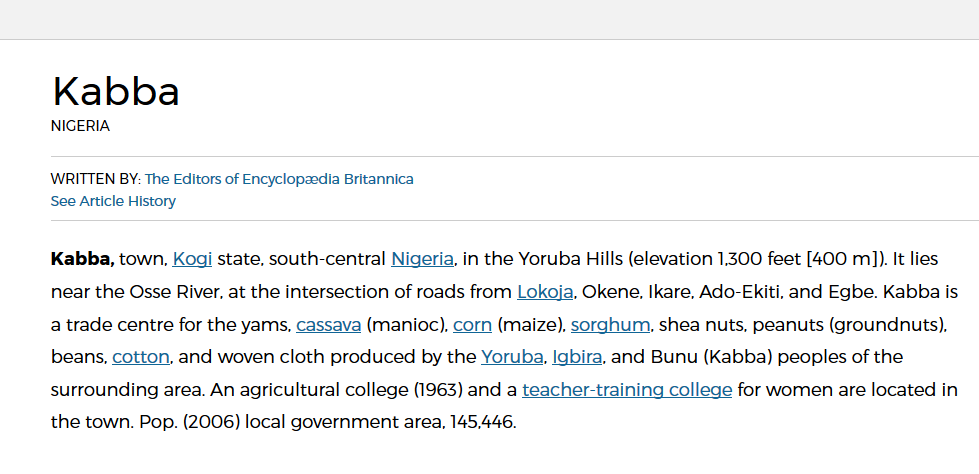 Kabba
NIGERIA
WRITTEN BY: The Editors of Encyclopædia Britannica
See Article History
Kabba, town, Kogi state, south-central Nigeria, in the Yoruba Hills (elevation 1,300 feet [400 m]). It lies
near the Osse River, at the intersection of roads from Lokoja, Okene, Ikare, Ado-Ekiti, and Egbe. Kabba is
a trade centre for the yams, cassava (manioc), corn (maize), sorghum, shea nuts, peanuts (groundnuts),
beans, cotton, and woven cloth produced by the Yoruba, Igbira, and Bunu (Kabba) peoples of the
surrounding area. An agricultural college (1963) and a teacher-training college for women are located in
the town. Pop. (2006) local government area, 145,446.